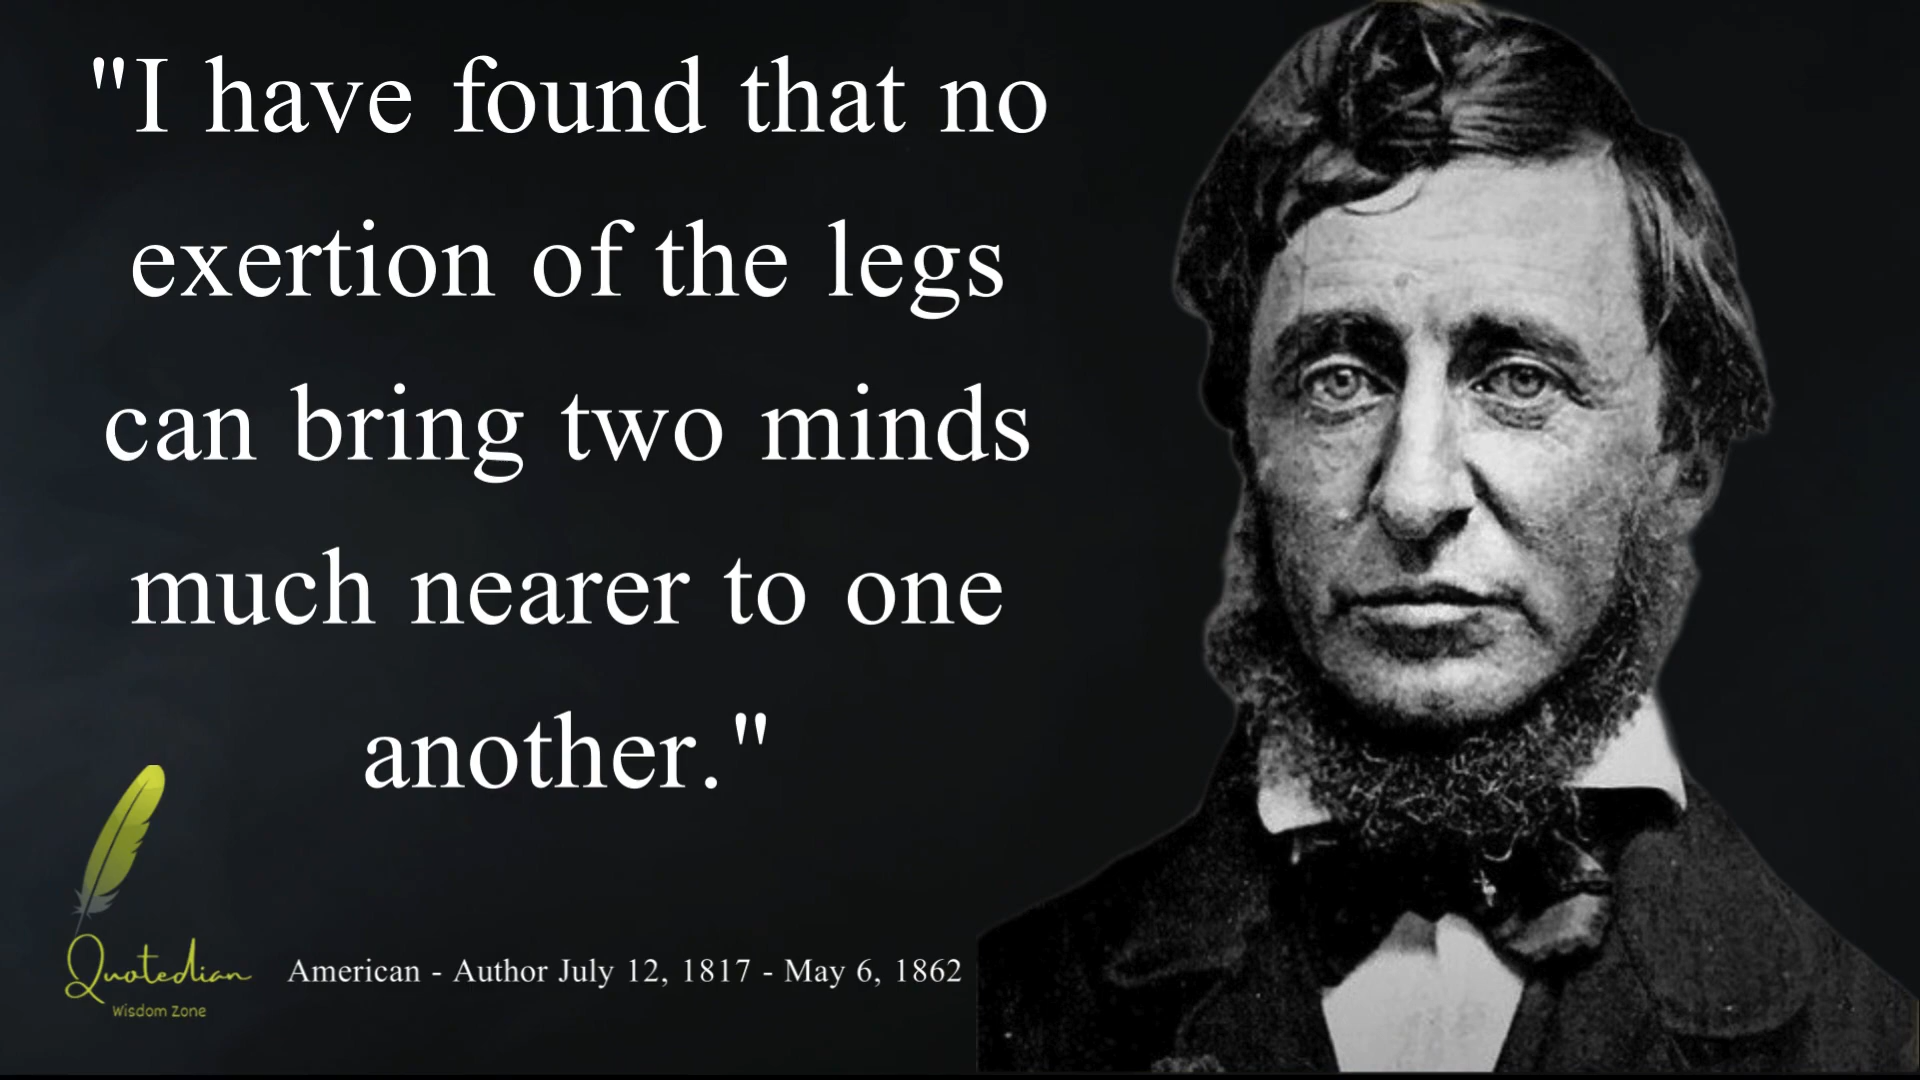 "I have found that no
exertion of the legs
can bring two minds
much nearer to one
another."
Quotedian
Wisdom Zone
American - Author July 12, 1817 - May 6, 1862